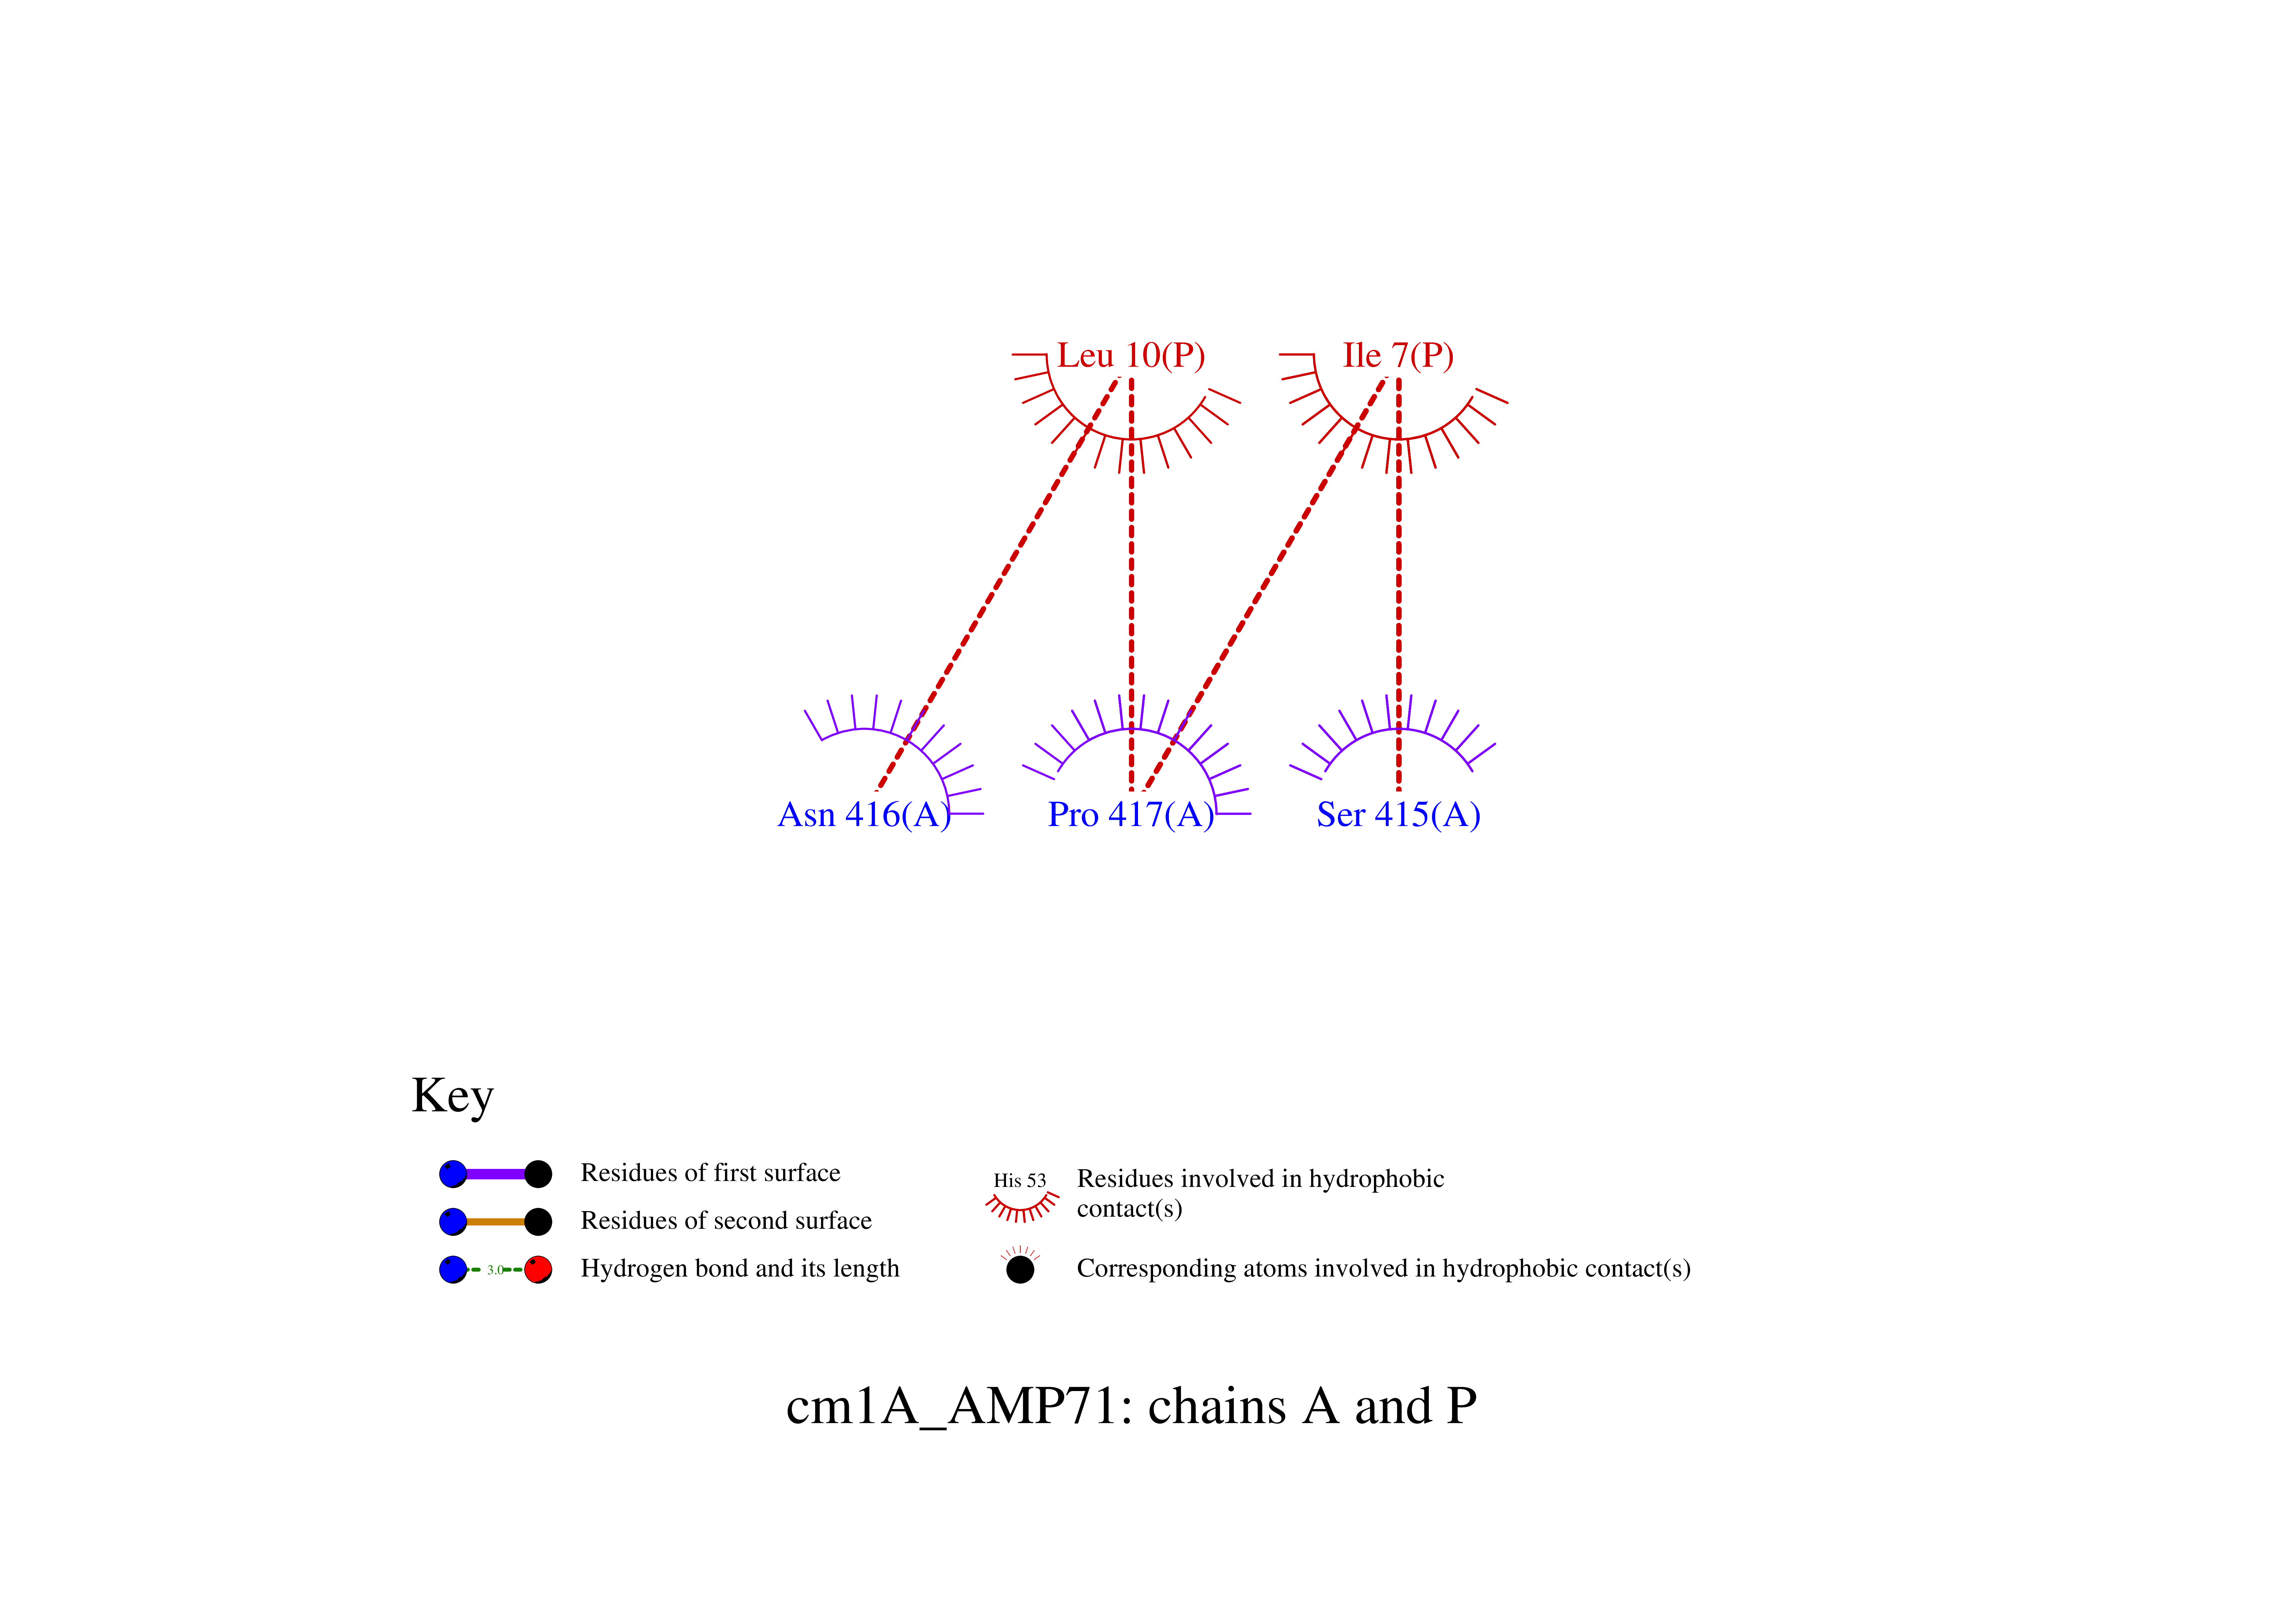 Leu 10(P) Ile 7(P)
Asn 416(A) Pro 417(A) Ser 415(A)
Key
Residues of first surface
Residues of second surface
3.0 Hydrogen bond and its length
His 53 Residues involved in hydrophobic
contact(s)
Corresponding atoms involved in hydrophobic contact(s)
cm1A_AMP71: chains A and P